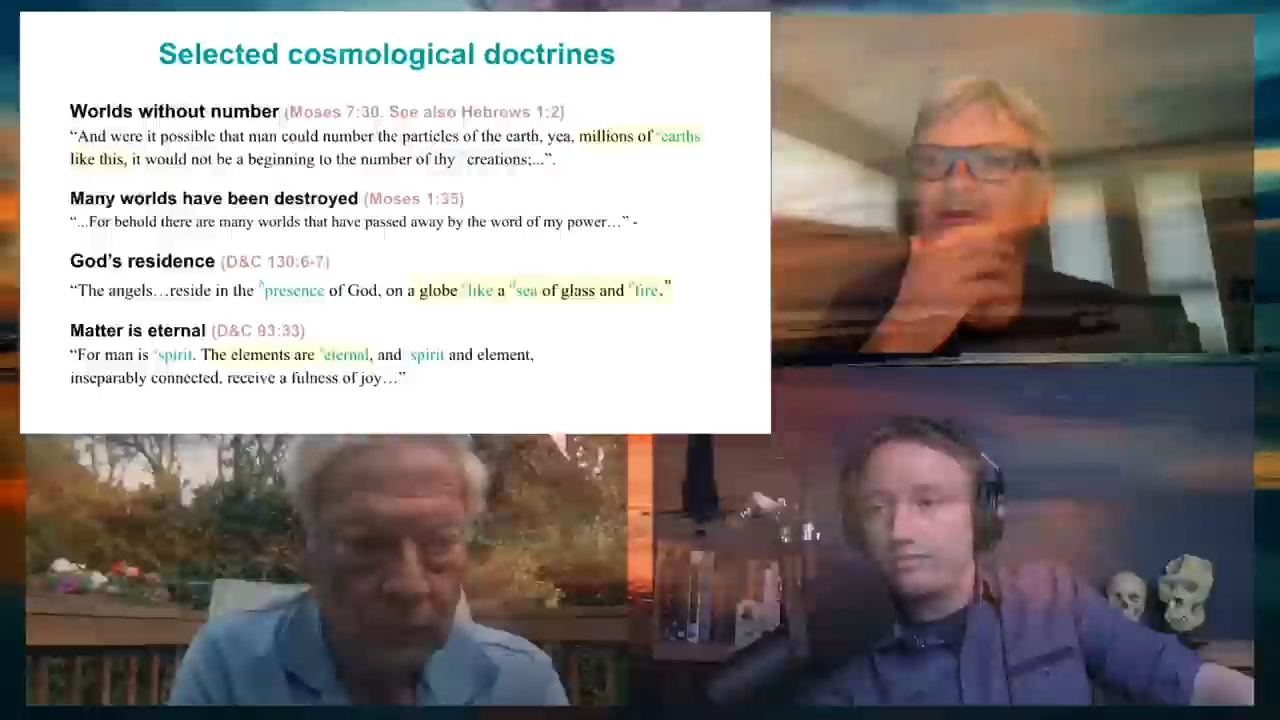 Selected cosmological doctrines
Worlds without number (Moses 7:30. See also Hebrews 1:2)
“And were it possible that man could number the particles of the earth, yea, millions of earths
like this, it would not be a beginning to the number of thy creations;...”.
Many worlds have been destroyed (Moses 1:35)
“...For behold there are many worlds that have passed away by the word of my power…” -
God’s residence (D&C 130:6-7)
“The angels…reside in the presence of God, on a globe like a sea of glass and fire.”
Matter is eternal (D&C 93:33)
“For man is spirit. The elements are eternal, and spirit and element,
inseparably connected, receive a fulness of joy…”